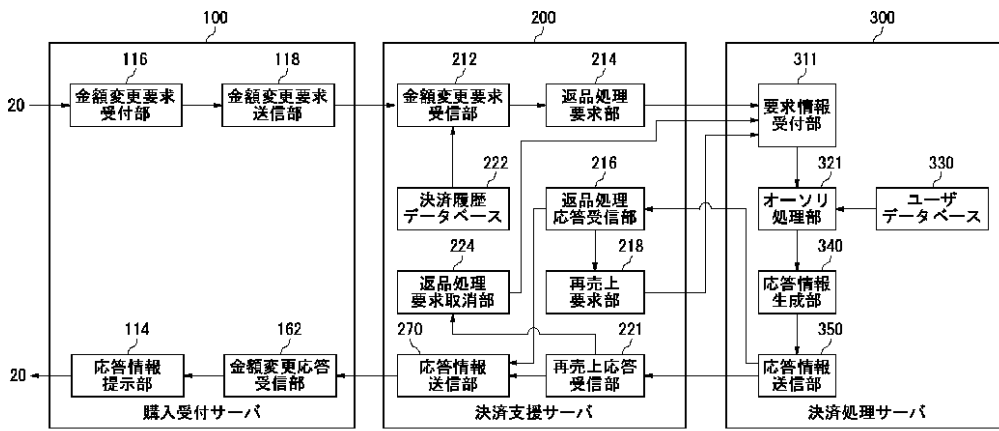 100
200
300
116
118
212
214
311
20
金額変更要求
受付部
金額変更要求
送信部
金額変更要求
受信部
返品処理
要求部
要求情報
受付部
222
216
321
330
決済履歴
データベース
返品処理
応答受信部
オーソリ
処理部
ユーザ
データベース
224
218
340
返品処理
要求取消部
再売上
要求部
応答情報
生成部
114
162
270
221
350
20
応答情報
提示部
金額変更応答
受信部
応答情報
送信部
再売上応答
受信部
応答情報
送信部
購入受付サーバ
決済支援サーバ
決済処理サーバ